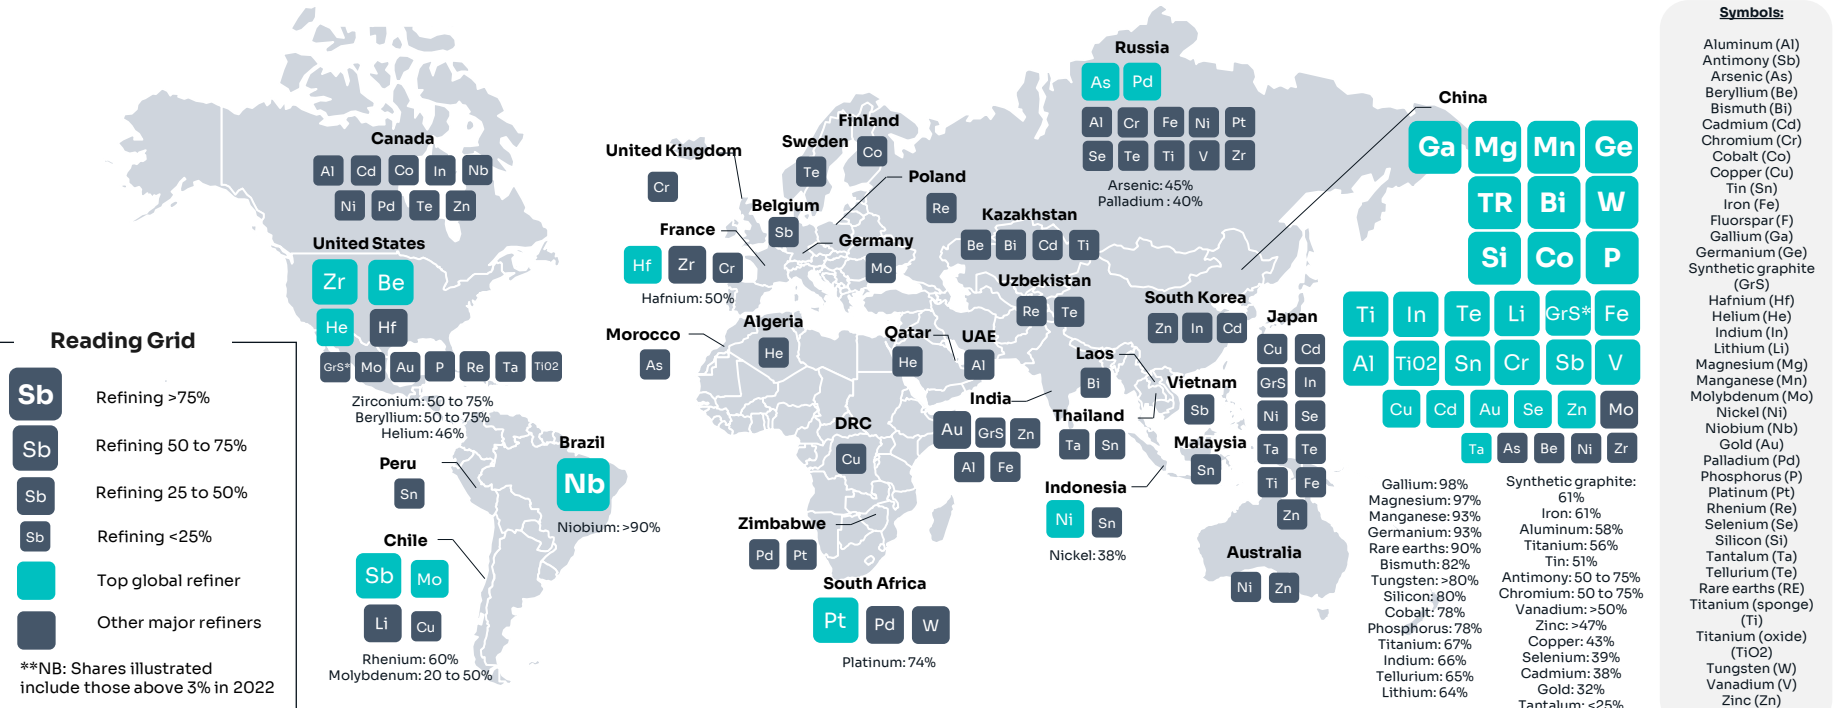 Symbols:
Aluminum (Al)
Antimony (Sb)
Arsenic (As)
Beryllium (Be)
Bismuth (Bi)
Cadmium (Cd)
Chromium (Cr)
Cobalt (Co)
Copper (Cu)
Tin (Sn)
Iron (Fe)
Fluorspar (F)
Gallium (Ga)
Germanium (Ge)
Synthetic graphite
(GrS)
Hafnium (Hf)
Helium (He)
Indium (In)
Lithium (Li)
Magnesium (Mg)
Manganese (Mn)
Molybdenum (Mo)
Nickel (Ni)
Niobium (Nb)
Gold (Au)
Palladium (Pd)
Phosphorus (P)
Platinum (Pt)
Rhenium (Re)
Selenium (Se)
Silicon (Si)
Tantalum (Ta)
Tellurium (Te)
Rare earths (RE)
Titanium (sponge)
(Ti)
Titanium (oxide)
(TiO2)
Tungsten (W)
Vanadium (V)
Zinc (Zn)
Russia
As Pd
Al Cr Fe Ni Pt
Se Te Ti V Zr
Arsenic: 45%
Palladium : 40%
China
Ga Mg Mn Ge
TR Bi W
Si Co P
Ti In Te Li GrS* Fe
Al TiO2 Sn Cr Sb V
Cu Cd Au Se Zn Mo
Ta As Be Ni Zr
Gallium: 98%
Magnesium: 97%
Manganese: 93%
Germanium: 93%
Rare earths: 90%
Bismuth: 82%
Tungsten: >80%
Silicon: 80%
Cobalt: 78%
Phosphorus: 78%
Titanium: 67%
Indium: 66%
Tellurium: 65%
Lithium: 64%
Synthetic graphite:
61%
Iron: 61%
Aluminum: 58%
Titanium: 56%
Tin: 51%
Antimony: 50 to 75%
Chromium: 50 to 75%
Vanadium: >50%
Zinc: >47%
Copper: 43%
Selenium: 39%
Cadmium: 38%
Gold: 32%
Tantalum: <25%
Canada
Al Cd Co In Nb
Ni Pd Te Zn
United States
Zr Be
He Hf
GrS* Mo Au P Re Ta TiO2
Zirconium: 50 to 75%
Beryllium: 50 to 75%
Helium: 46%
United Kingdom
Cr
Finland
Co
Sweden
Te
Poland
Re
Belgium
Sb
France
Hf Zr Cr
Hafnium: 50%
Germany
Mo
Kazakhstan
Be Bi Cd Ti
Uzbekistan
Re Te
South Korea
Zn In Cd
Japan
Cu Cd
GrS In
Ni Se
Ta Te
Ti Fe
Zn
Morocco
As
Algeria
He
Qatar
He
UAE
Al
Laos
Bi
Vietnam
Sb
India
Au GrS Zn
Al Fe
Thailand
Ta Sn
Malaysia
Sn
Indonesia
Ni Sn
Nickel: 38%
DRC
Cu
Zimbabwe
Pd Pt
South Africa
Pt Pd W
Platinum: 74%
Australia
Ni Zn
Brazil
Nb
Niobium: >90%
Peru
Sn
Chile
Sb Mo
Li Cu
Rhenium: 60%
Molybdenum: 20 to 50%
Reading Grid
Sb Refining >75%
Sb Refining 50 to 75%
Sb Refining 25 to 50%
Sb Refining <25%
Top global refiner
Other major refiners
**NB: Shares illustrated
include those above 3% in 2022